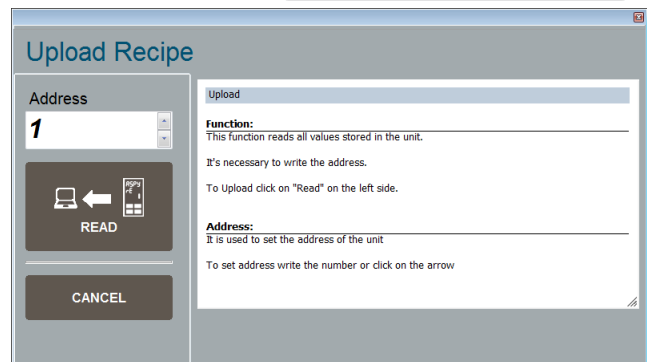 Upload Recipe
Address
1
READ
CANCEL
Upload
Function:
This function reads all values stored in the unit.
It's necessary to write the address.
To Upload click on "Read" on the left side.
Address:
It is used to set the address of the unit
To set address write the number or click on the arrow